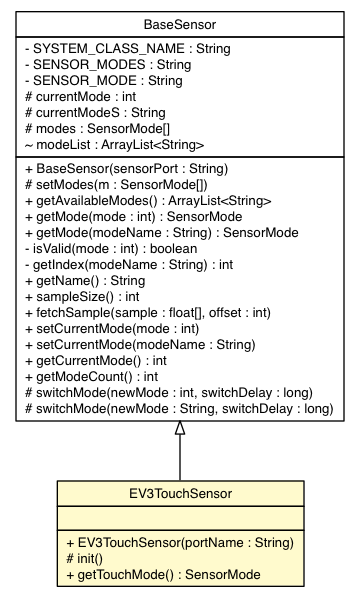 BaseSensor
- SYSTEM_CLASS_NAME : String
- SENSOR_MODES : String
- SENSOR_MODE : String
# currentMode : int
# currentModeS : String
# modes : SensorMode[]
~ modeList : ArrayList<String>
+ BaseSensor(sensorPort : String)
# setModes(m : SensorMode[])
+ getAvailableModes() : ArrayList<String>
+ getMode(mode : int) : SensorMode
+ getMode(modeName : String) : SensorMode
- isValid(mode : int) : boolean
- getIndex(modeName : String) : int
+ getName() : String
+ sampleSize() : int
+ fetchSample(sample : float[], offset : int)
+ setCurrentMode(mode : int)
+ setCurrentMode(modeName : String)
+ getCurrentMode() : int
+ getModeCount() : int
# switchMode(newMode : int, switchDelay : long)
# switchMode(newMode : String, switchDelay : long)
EV3TouchSensor
+ EV3TouchSensor(portName : String)
# init()
+ getTouchMode() : SensorMode